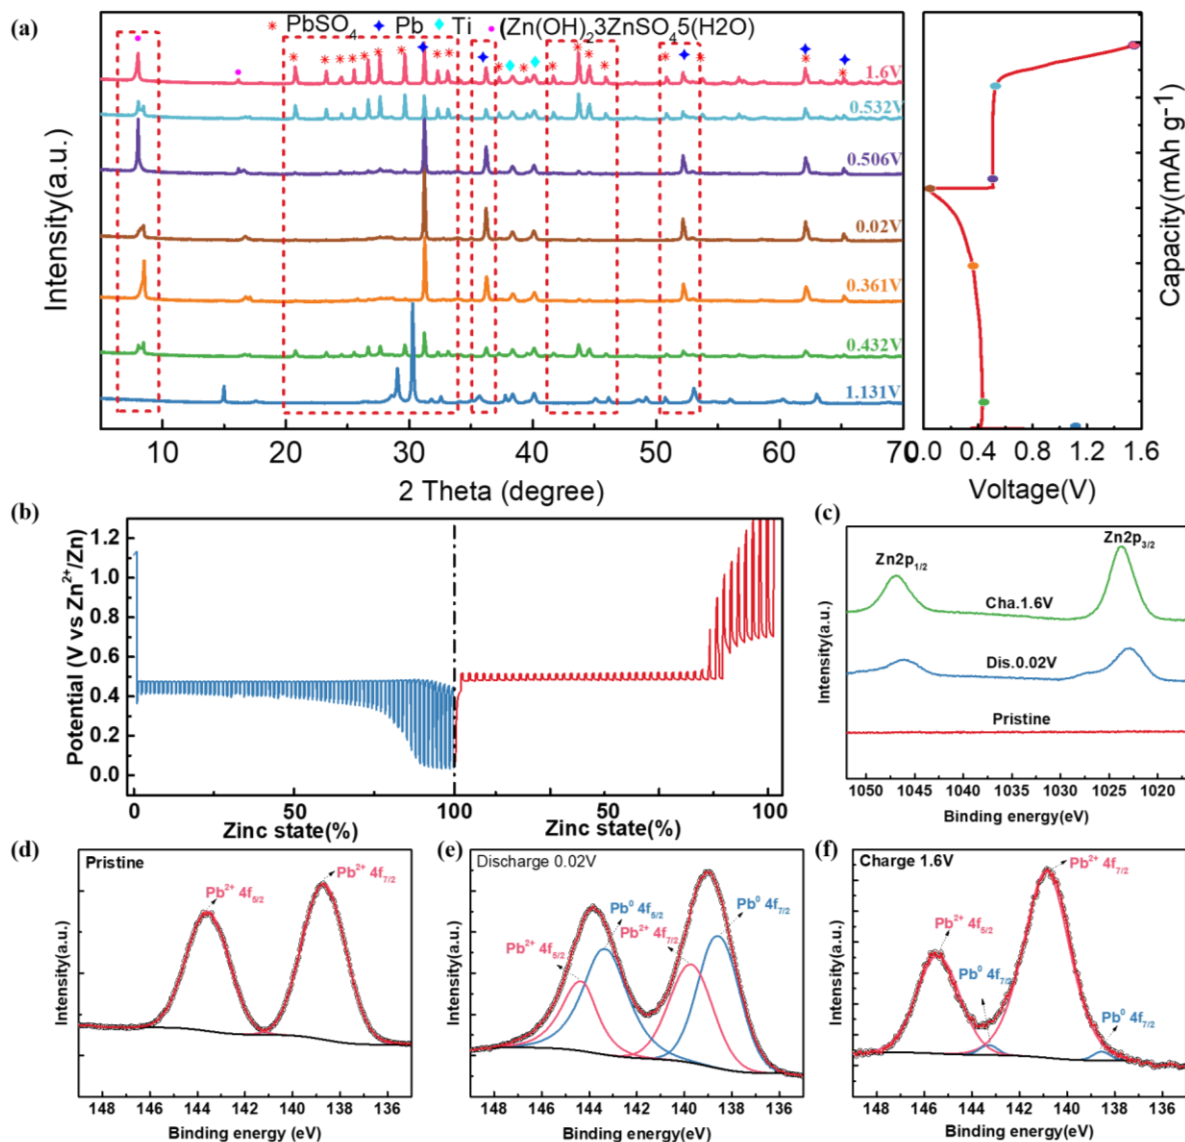 (a)
PbSO4 Pb Ti (Zn(OH)23ZnSO45(H2O)
1.6V
0.532V
0.506V
0.02V
0.361V
0.432V
1.131V
Intensity(a.u.)
10 20 30 40 50 60 70
2 Theta (degree)
0.0 0.4 0.8 1.2 1.6
Voltage(V)
Capacity(mAh g-1)
(b)
Potential (V vs Zn2+/Zn)
1.2
1.0
0.8
0.6
0.4
0.2
0.0
0 50 100 50 100
Zinc state(%) Zinc state(%)
(c)
Zn2p1/2
Zn2p3/2
Cha.1.6V
Dis.0.02V
Pristine
Intensity(a.u.)
1050 1045 1040 1035 1030 1025 1020
Binding energy(eV)
(d)
Pristine
Pb2+ 4f5/2
Pb2+ 4f7/2
Intensity(a.u.)
148 146 144 142 140 138 136
Binding energy (eV)
(e)
Discharge 0.02V
Pb2+ 4f5/2
Pb0 4f5/2
Pb2+ 4f7/2
Pb0 4f7/2
Intensity(a.u.)
148 146 144 142 140 138 136
Binding energy (eV)
(f)
Charge 1.6V
Pb2+ 4f7/2
Pb2+ 4f5/2
Pb0 4f7/2
Pb0 4f7/2
Intensity(a.u.)
148 146 144 142 140 138 136
Binding energy(eV)